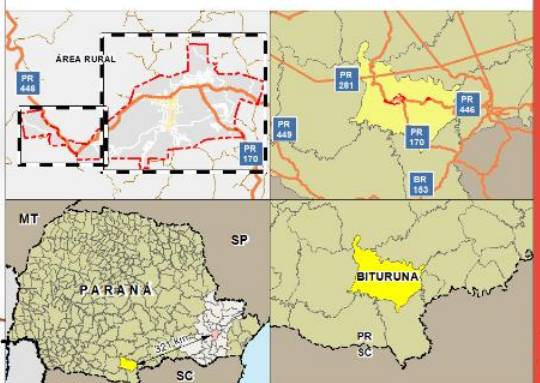 ÁREA RURAL
PR
446
PR
170
PR
281
PR
446
PR
449
PR
170
BR
153
MT
SP
PARANÁ
321 km
SC
BITURUNA
PR
SC